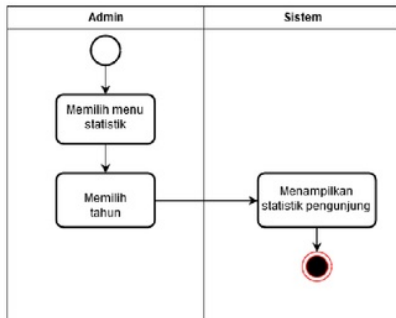 Admin
Sistem
Memilih menu
statistik
Memilih
tahun
Menampilkan
statistik pengunjung